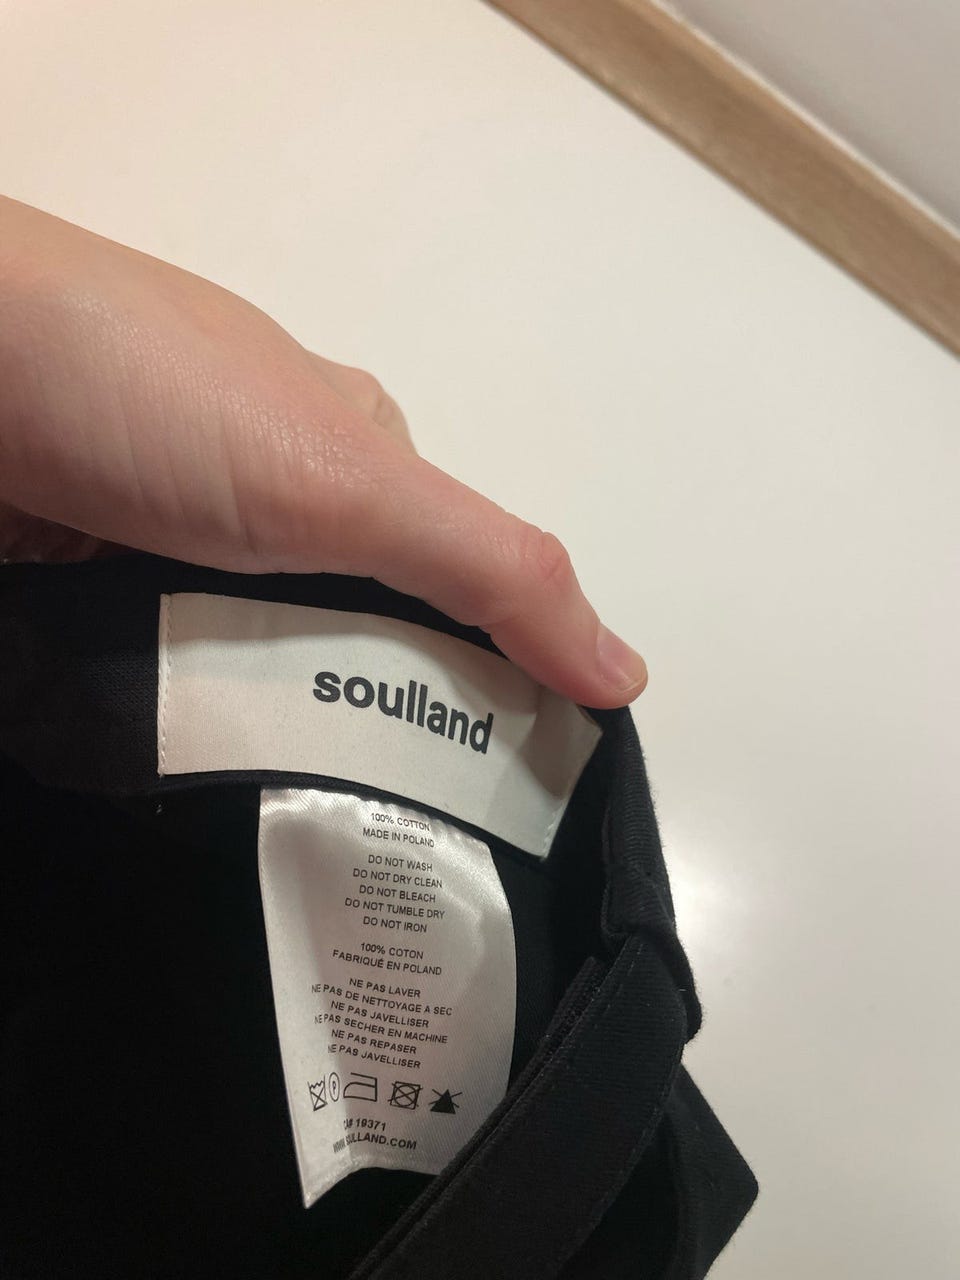 soulland
100% COTTON
MADE IN POLAND
DO NOT WASH
DO NOT DRY CLEAN
DO NOT BLEACH
DO NOT TUMBLE DRY
DO NOT IRON
100% COTON
FABRIQUÉ EN POLAND
NE PAS LAVER
NE PAS DE NETTOYAGE A SEC
NE PAS JAVELLISER
NE PAS SECHER EN MACHINE
NE PAS REPASER
NE PAS JAVELLISER
P
CA# 19371
WWW.SOULLAND.COM